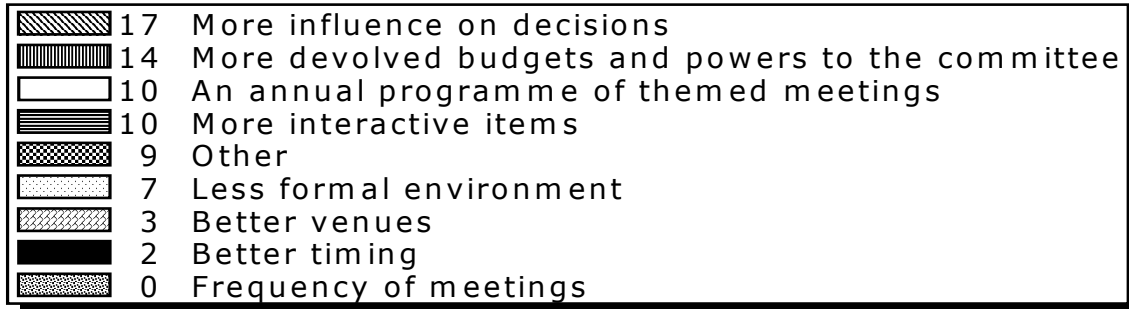 17 More influence on decisions
14 More devolved budgets and powers to the committee
10 An annual programme of themed meetings
10 More interactive items
9 Other
7 Less formal environment
3 Better venues
2 Better timing
0 Frequency of meetings